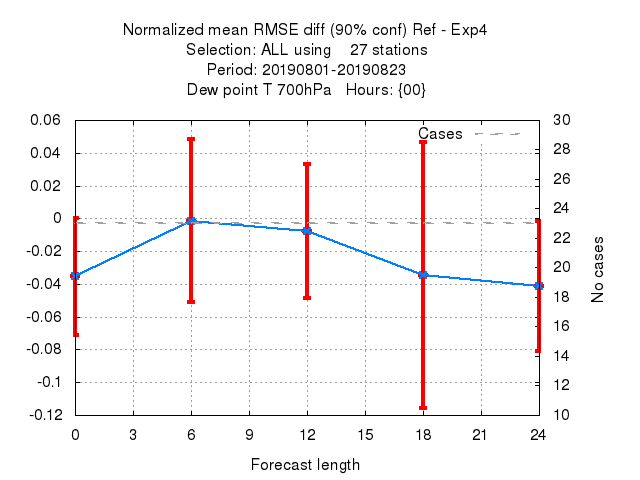 Normalized mean RMSE diff (90% conf) Ref - Exp4
Selection: ALL using    27 stations
Period: 20190801-20190823
Dew point T 700hPa   Hours: {00}
Cases
0.06
0.04
0.02
0
-0.02
-0.04
-0.06
-0.08
-0.1
-0.12
30
28
26
24
22
20
18
16
14
12
10
No cases
0 3 6 9 12 15 18 21 24
Forecast length